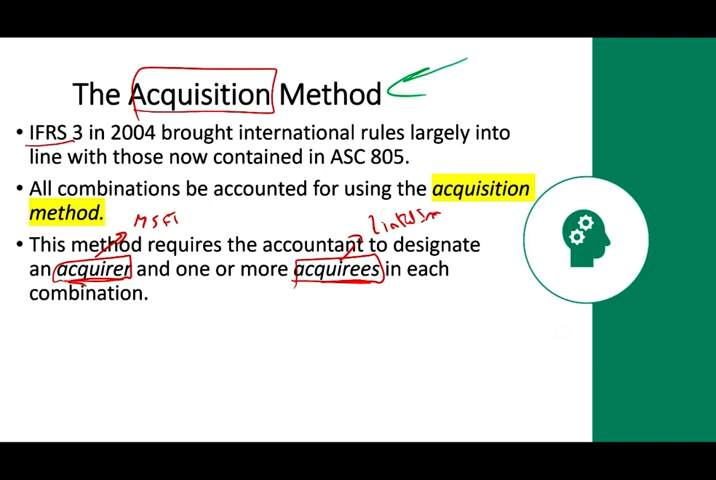 The Acquisition Method
• IFRS 3 in 2004 brought international rules largely into
line with those now contained in ASC 805.
• All combinations be accounted for using the acquisition
method.
MSFT
• This method requires the accountant to designate
an acquirer and one or more acquirees in each
combination.